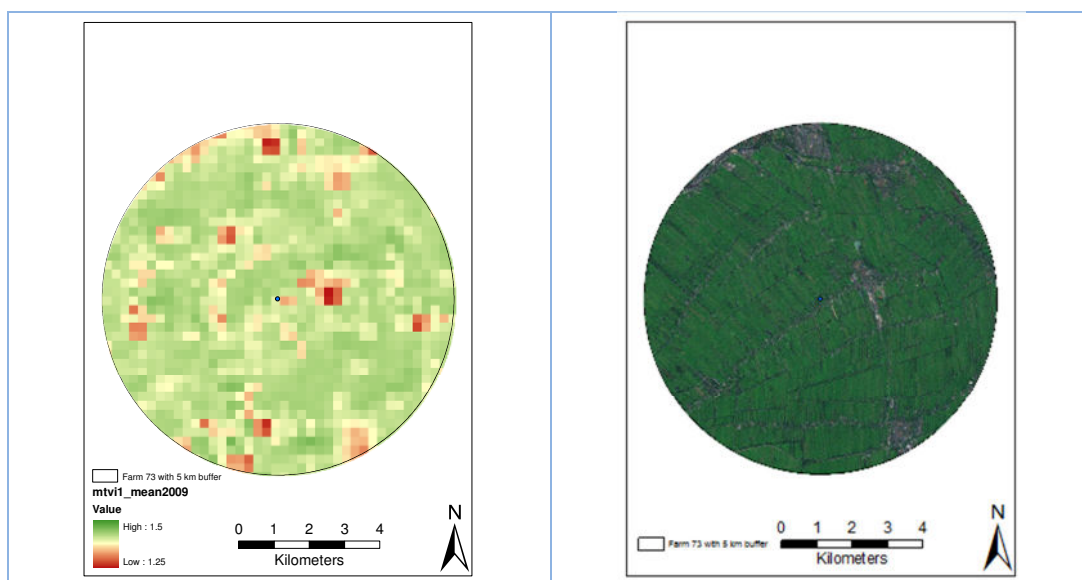 Farm 73 with 5 km buffer
mtvi1_mean2009
Value
High : 1.5
Low : 1.25
0 1 2 3 4
Kilometers
N
Farm 73 with 5 km buffer
0 1 2 3 4
Kilometers
N